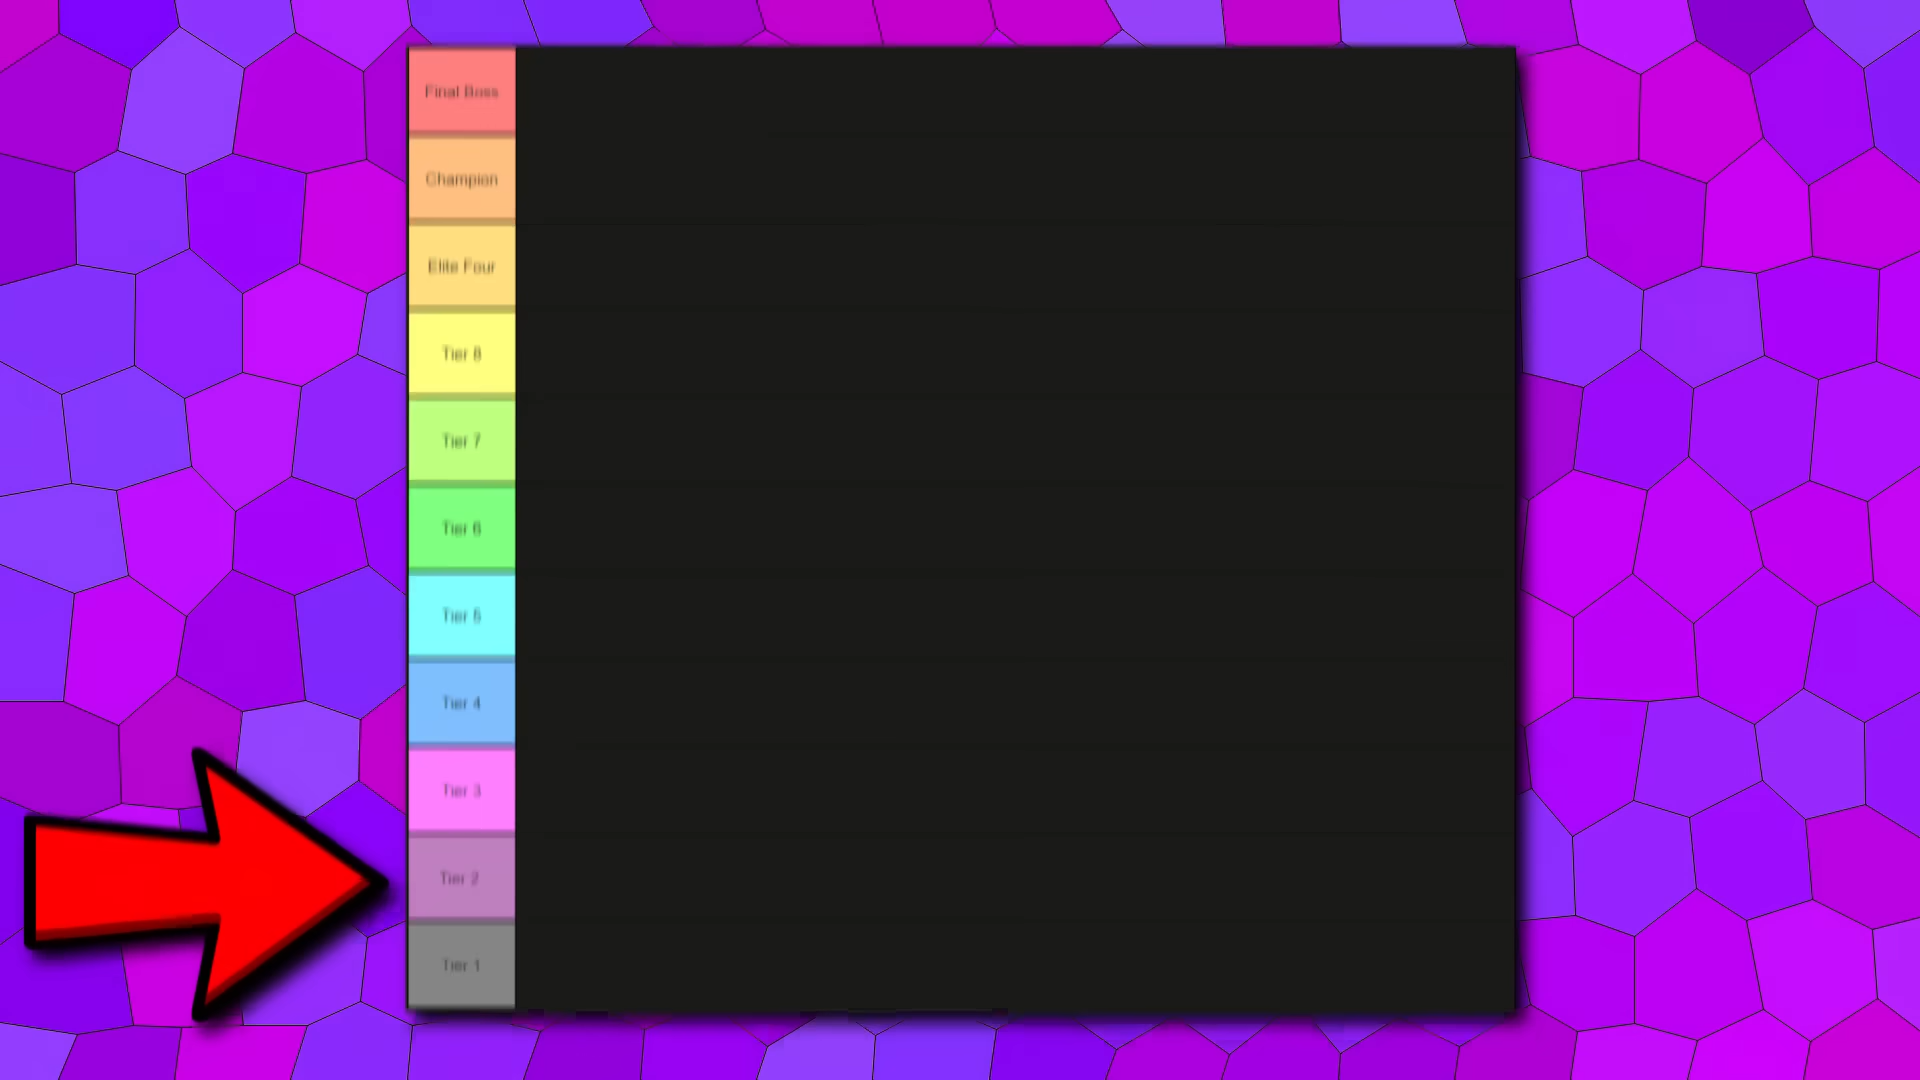 Final Boss
Champion
Elite Four
Tier 8
Tier 7
Tier 6
Tier 5
Tier 4
Tier 3
Tier 2
Tier 1